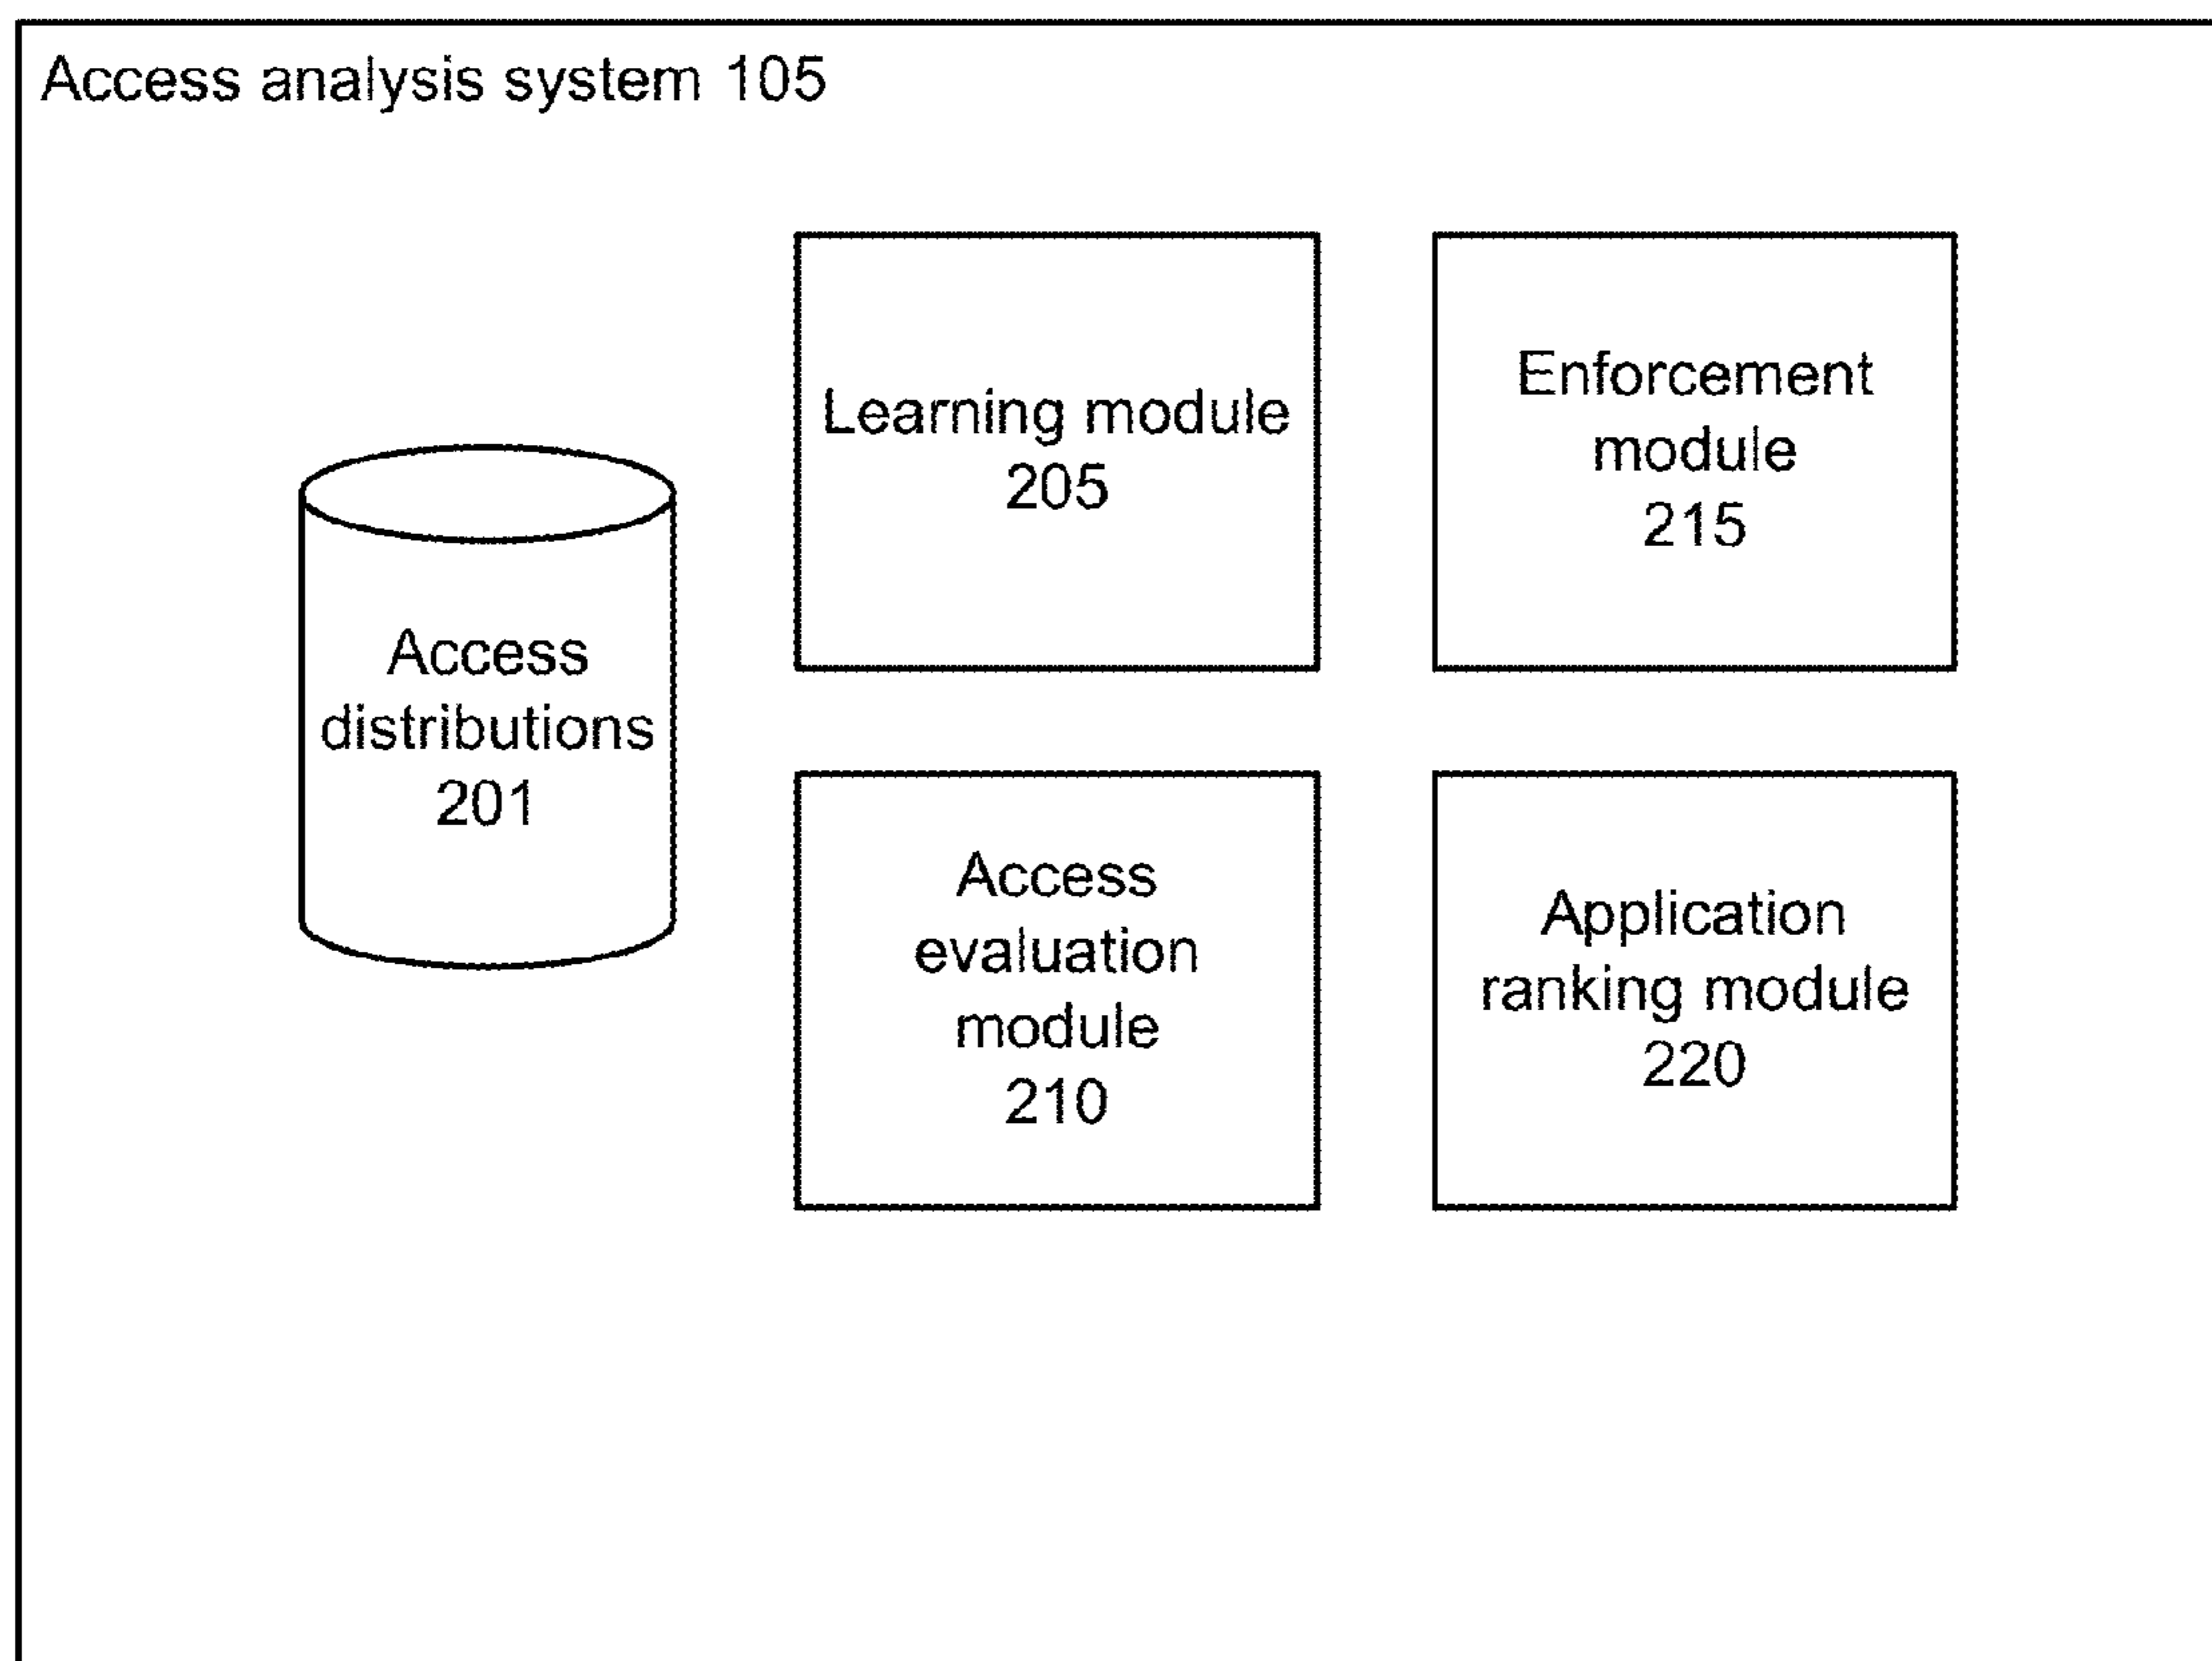 Access analysis system 105
Learning module
205
Enforcement
module
215
Access
distributions
201
Access
evaluation
module
210
Application
ranking module
220